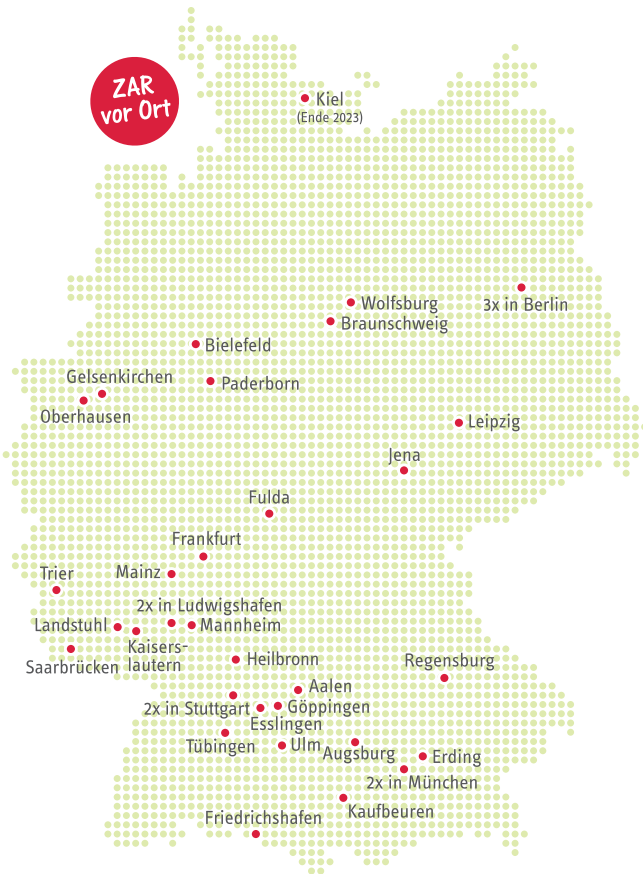 ZAR
vor Ort
Kiel
(Ende 2023)
Wolfsburg
3x in Berlin
Braunschweig
Bielefeld
Gelsenkirchen
Paderborn
Oberhausen
Leipzig
Jena
Fulda
Frankfurt
Trier
Mainz
2x in Ludwigshafen
Landstuhl
Mannheim
Kaisers-
lautern
Saarbrücken
Heilbronn
Regensburg
Aalen
2x in Stuttgart
Göppingen
Esslingen
Tübingen
Ulm
Augsburg
Erding
2x in München
Kaufbeuren
Friedrichshafen